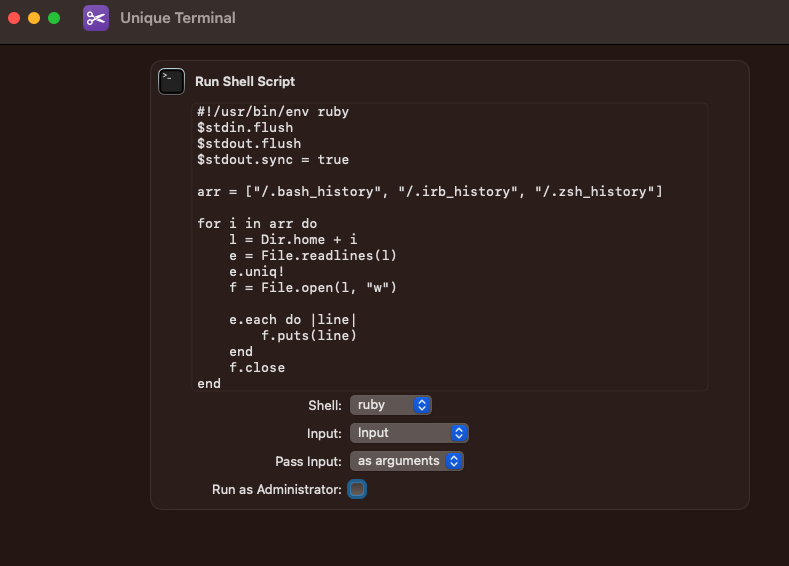 Unique Terminal
Run Shell Script
#!/usr/bin/env ruby
$stdin.flush
$stdout.flush
$stdout.sync = true

arr = ["/.bash_history", "/.irb_history", "/.zsh_history"]

for i in arr do
    l = Dir.home + i
    e = File.readlines(l)
    e.uniq!
    f = File.open(l, "w")

    e.each do |line|
        f.puts(line)
    end
    f.close
end
Shell: ruby
Input: Input
Pass Input: as arguments
Run as Administrator: